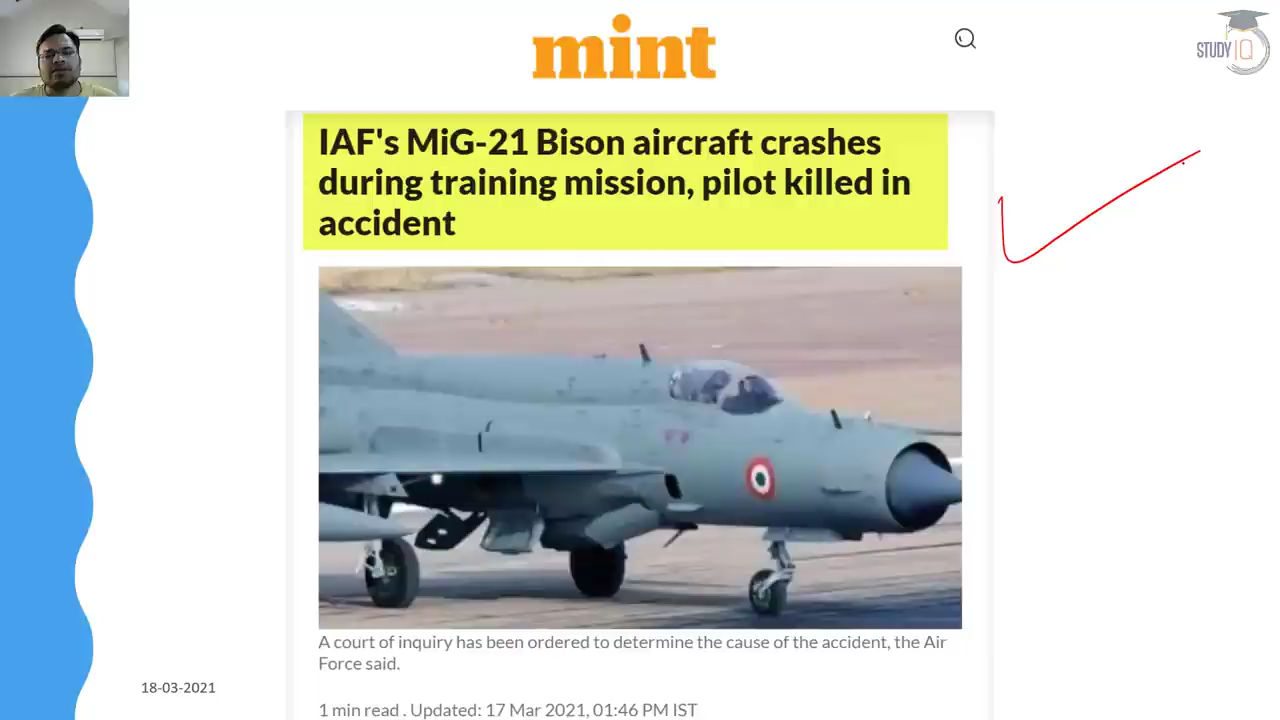 mint
STUDY IQ
IAF's MiG-21 Bison aircraft crashes
during training mission, pilot killed in
accident
A court of inquiry has been ordered to determine the cause of the accident, the Air
Force said.
18-03-2021
1 min read . Updated: 17 Mar 2021, 01:46 PM IST